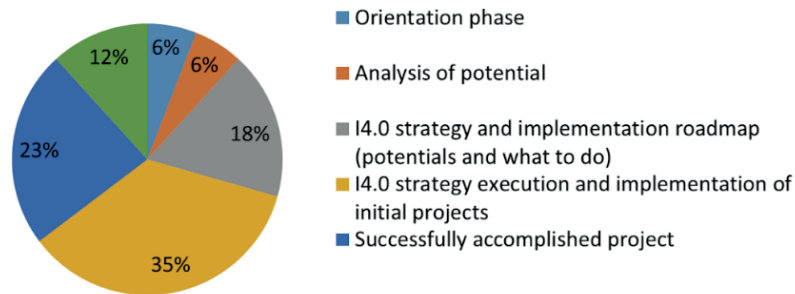 6%
6%
12%
18%
23%
35%
Orientation phase
Analysis of potential
I4.0 strategy and implementation roadmap
(potentials and what to do)
I4.0 strategy execution and implementation of
initial projects
Successfully accomplished project